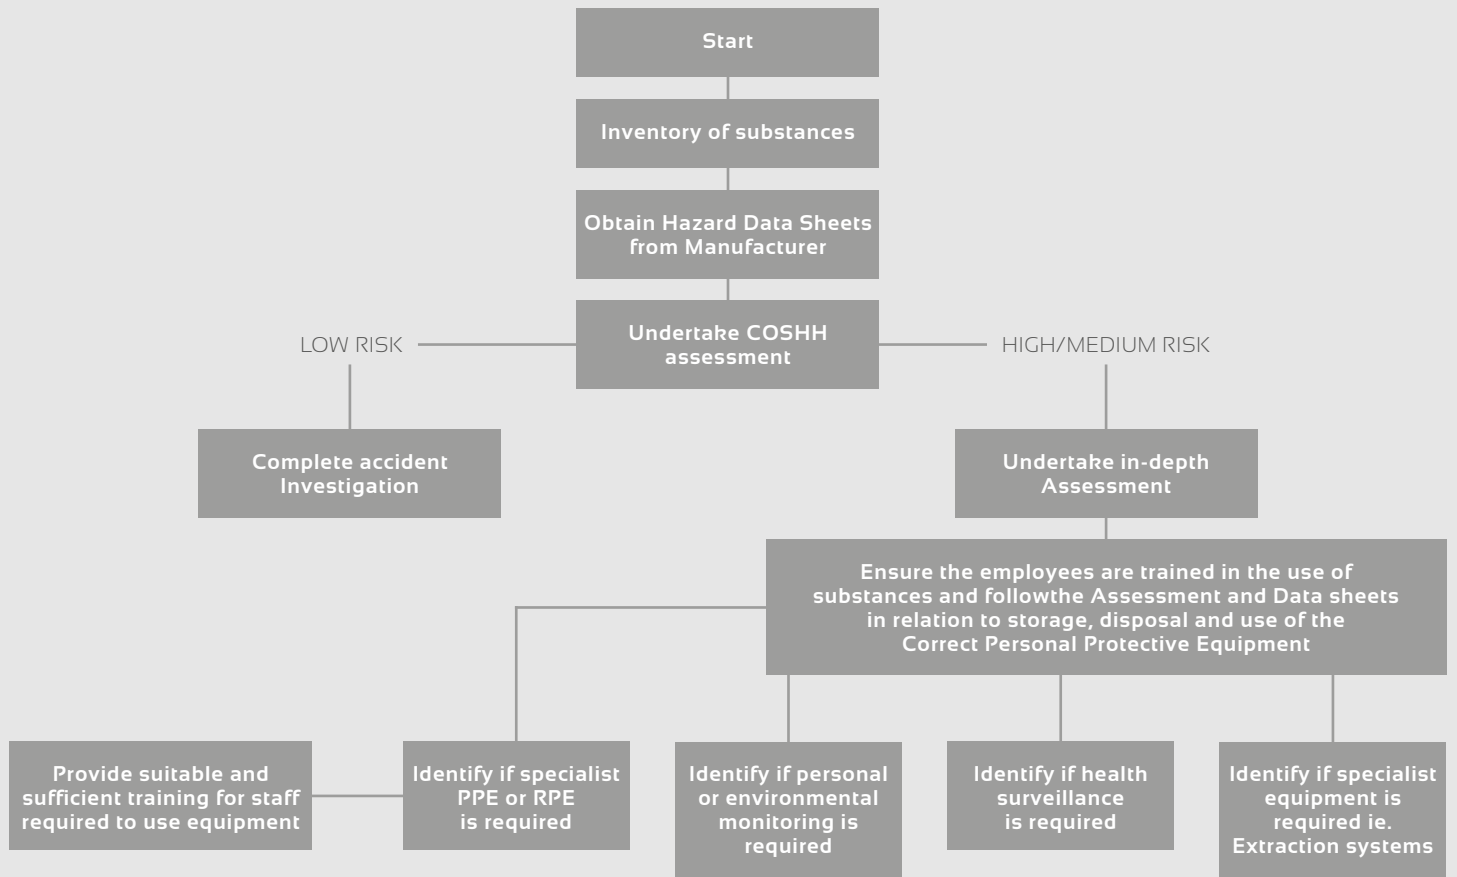 Start
Inventory of substances
Obtain Hazard Data Sheets
from Manufacturer
Undertake COSHH
assessment
LOW RISK
HIGH/MEDIUM RISK
Complete accident
Investigation
Undertake in-depth
Assessment
Ensure the employees are trained in the use of
substances and followthe Assessment and Data sheets
in relation to storage, disposal and use of the
Correct Personal Protective Equipment
Provide suitable and
sufficient training for staff
required to use equipment
Identify if specialist
PPE or RPE
is required
Identify if personal
or environmental
monitoring is
required
Identify if health
surveillance
is required
Identify if specialist
equipment is
required ie.
Extraction systems